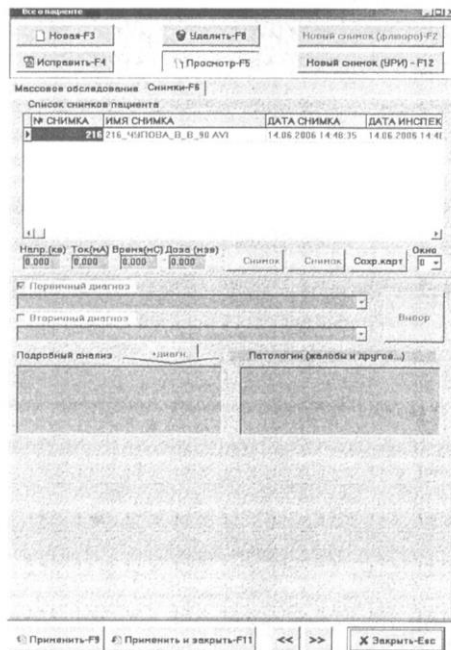 Все о пациенте
Новая-F3 Удалить-F8 Новый снимок (флюоро)-F2
Исправить-F4 Просмотр-F5 Новый снимок (УРИ) - F12
Массовое обследования Снимки-F6
Список снимков пациента
№ СНИМКА ИМЯ СНИМКА ДАТА СНИМКА ДАТА ИНСПЕК
216 216_ЧУПОВА_В_В_90.AVI 14.06.2006 14:48:35 14.06.2006 14:4
Напр.(кв) Ток(мА) Время(мС) Доза (мзв) Окно
0.000 0.000 0.000 0.000 Снимок Снимок Сохр.карт 0
Первичный диагноз
Выбор
Вторичный диагноз
Подробный анализ +диагн. Патологии (жалобы и другое...)
Применить-F9 Применить и закрыть-F11 << >> Закрыть-Esc